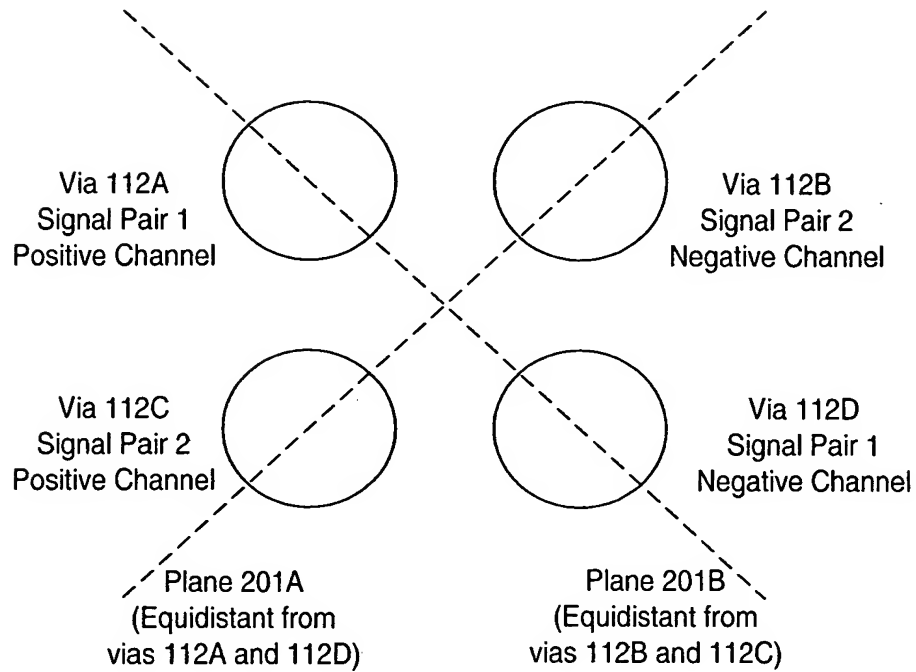 Via 112A
Signal Pair 1
Positive Channel
Via 112B
Signal Pair 2
Negative Channel
Via 112C
Signal Pair 2
Positive Channel
Via 112D
Signal Pair 1
Negative Channel
Plane 201A
(Equidistant from
vias 112A and 112D)
Plane 201B
(Equidistant from
vias 112B and 112C)